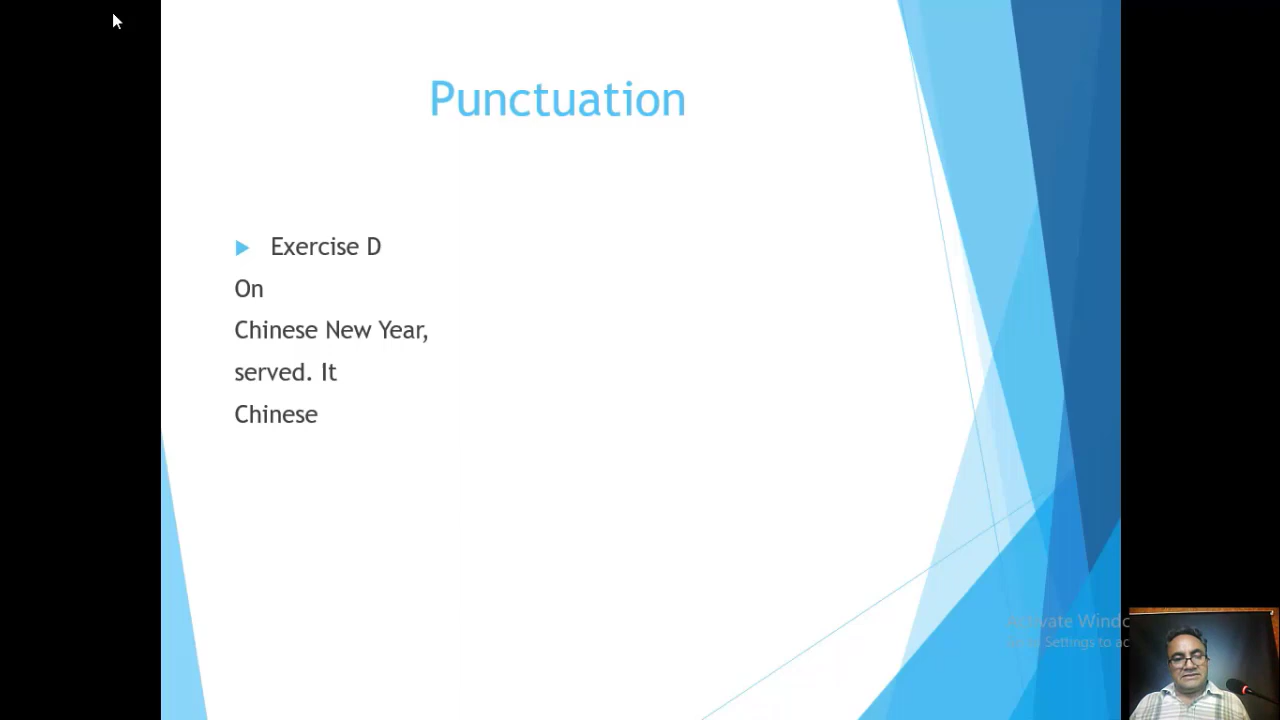 Punctuation
Exercise D
On
Chinese New Year,
served. It
Chinese